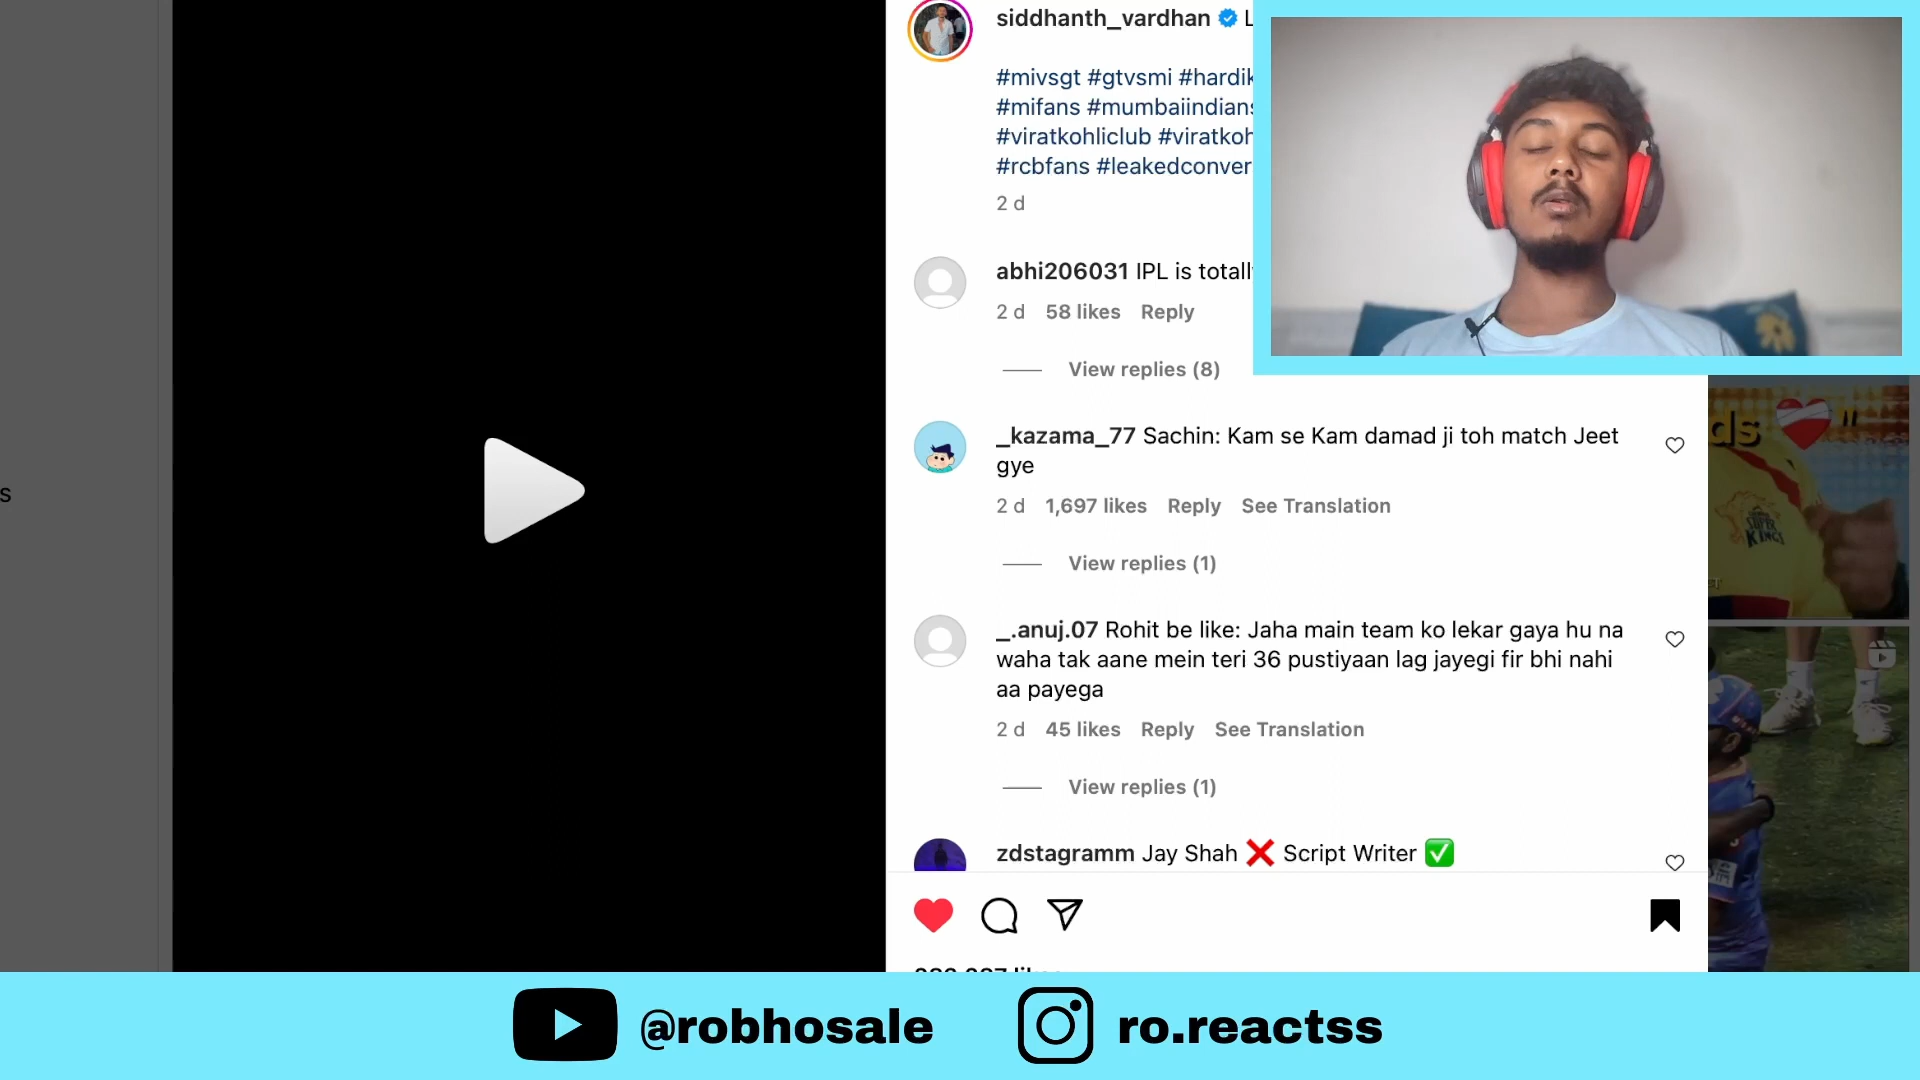 siddhanth_vardhan L
#mivsgt #gtvsmi #hardik
#mifans #mumbaiindians
#viratkohliclub #viratkoh
#rcbfans #leakedconver
2 d
abhi206031 IPL is totall
2 d 58 likes Reply
View replies (8)
_kazama_77 Sachin: Kam se Kam damad ji toh match Jeet
gye
2 d 1,697 likes Reply See Translation
View replies (1)
_.anuj.07 Rohit be like: Jaha main team ko lekar gaya hu na
waha tak aane mein teri 36 pustiyaan lag jayegi fir bhi nahi
aa payega
2 d 45 likes Reply See Translation
View replies (1)
zdstagramm Jay Shah ❌ Script Writer ✅
s
ds ❤️‍🩹"
SUPER
KINGS
@robhosale
ro.reactss